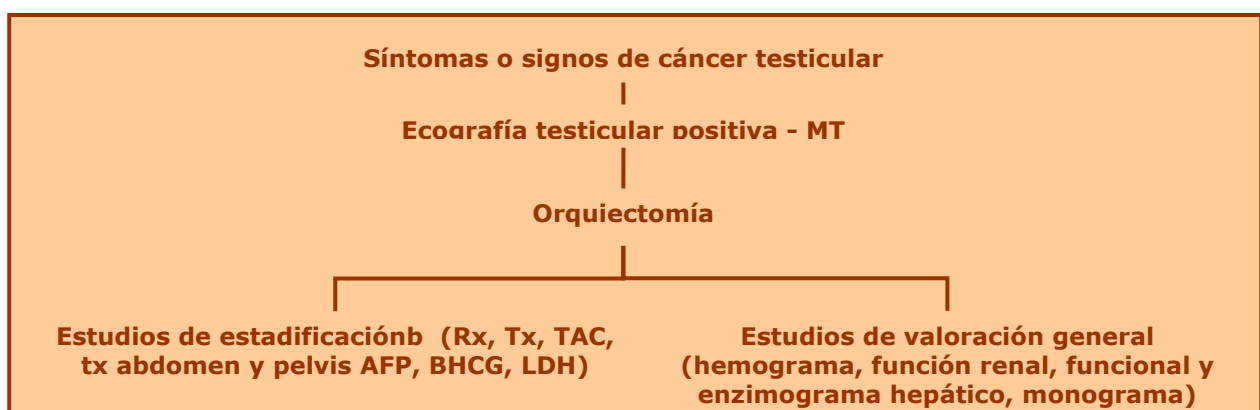 Síntomas o signos de cáncer testicular
Ecografía testicular positiva - MT
Orquiectomía
Estudios de estadificaciónb (Rx, Tx, TAC,
tx abdomen y pelvis AFP, BHCG, LDH)
Estudios de valoración general
(hemograma, función renal, funcional y
enzimograma hepático, monograma)